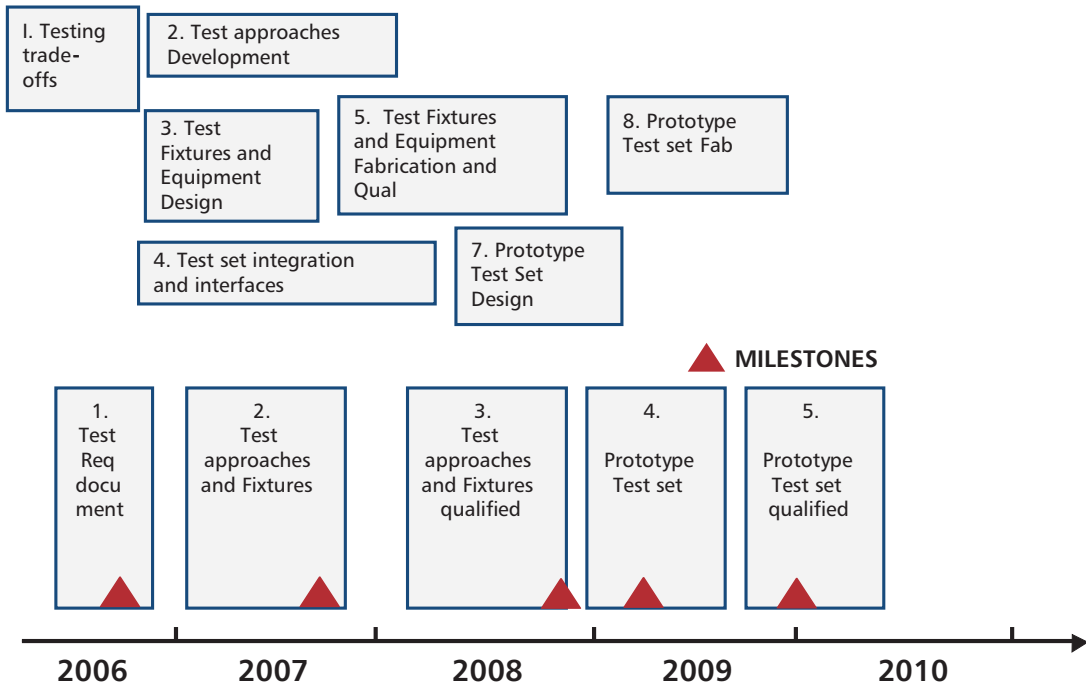 I. Testing
trade-
offs
2. Test approaches
Development
3. Test
Fixtures and
Equipment
Design
5. Test Fixtures
and Equipment
Fabrication and
Qual
8. Prototype
Test set Fab
4. Test set integration
and interfaces
7. Prototype
Test Set
Design
MILESTONES
1.
Test
Req
docu
ment
2.
Test
approaches
and Fixtures
3.
Test
approaches
and Fixtures
qualified
4.
Prototype
Test set
5.
Prototype
Test set
qualified
2006
2007
2008
2009
2010